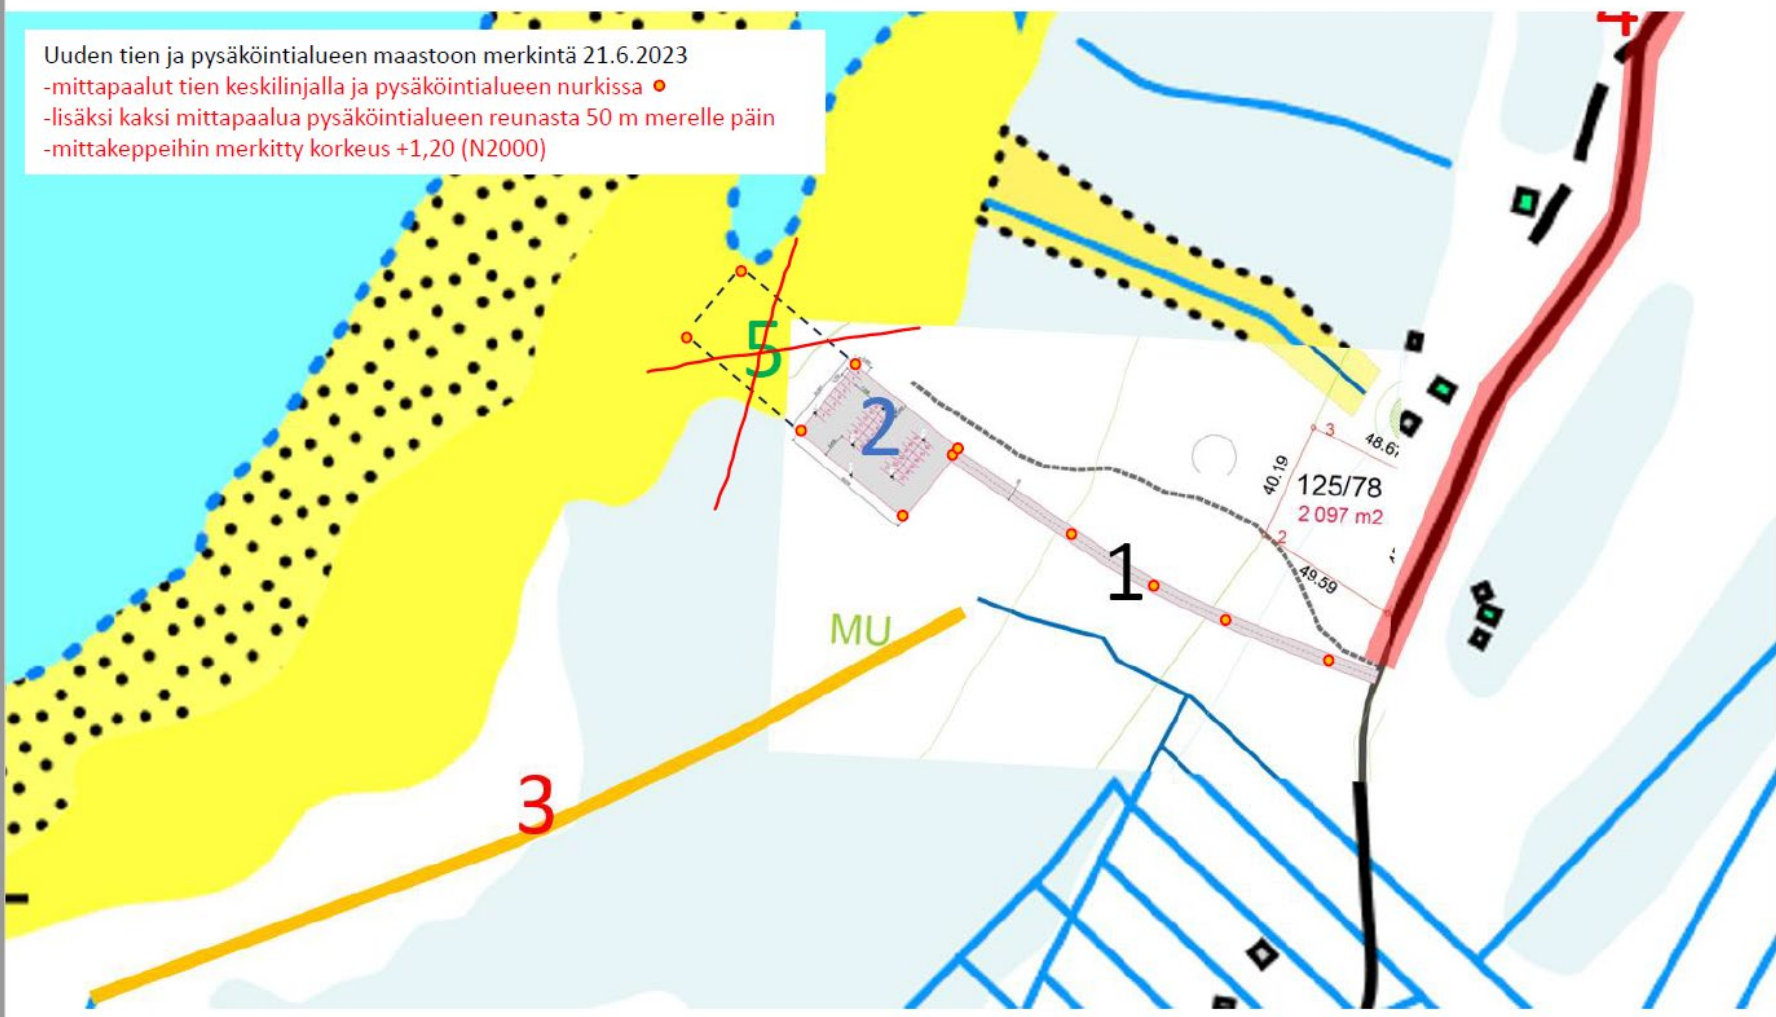 Uuden tien ja pysäköintialueen maastoon merkintä 21.6.2023
-mittapaalut tien keskilinjalla ja pysäköintialueen nurkissa
-lisäksi kaksi mittapaalua pysäköintialueen reunasta 50 m merelle päin
-mittakeppeihin merkitty korkeus +1,20 (N2000)
4
5
2
3
48.67
40.19
125/78
2 097 m2
2
49.59
1
MU
3